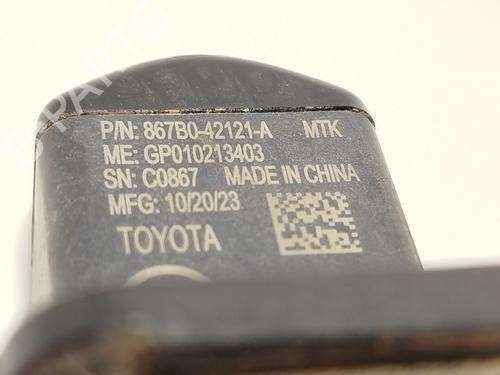 P/N: 867B0-42121-A MTK
ME: GP010213403
SN: C0867 MADE IN CHINA
MFG: 10/20/23
TOYOTA